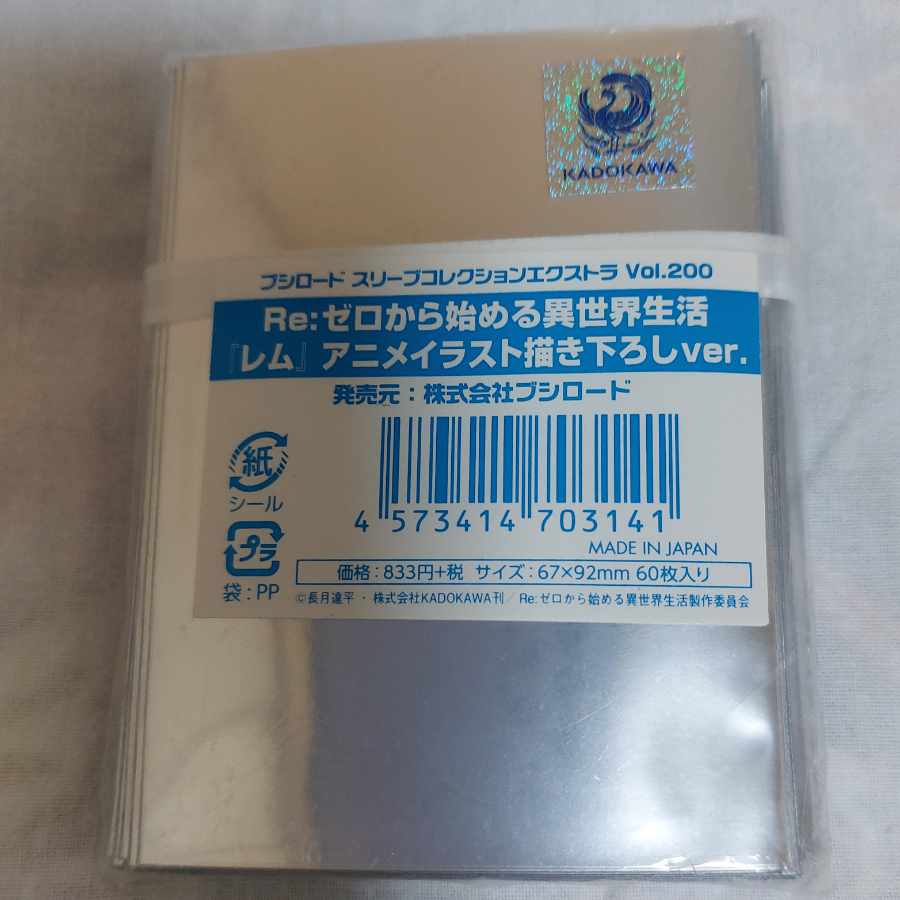 KADOKAWA
ブシロード スリーブコレクションエクストラ Vol.200
Re:ゼロから始める異世界生活
『レム』アニメイラスト描き下ろしver.
発売元：株式会社ブシロード
紙
シール
プラ
袋：PP
4 573414 703141
MADE IN JAPAN
価格：833円+税 サイズ：67×92mm 60枚入り
©長月達平・株式会社KADOKAWA刊／Re:ゼロから始める異世界生活製作委員会